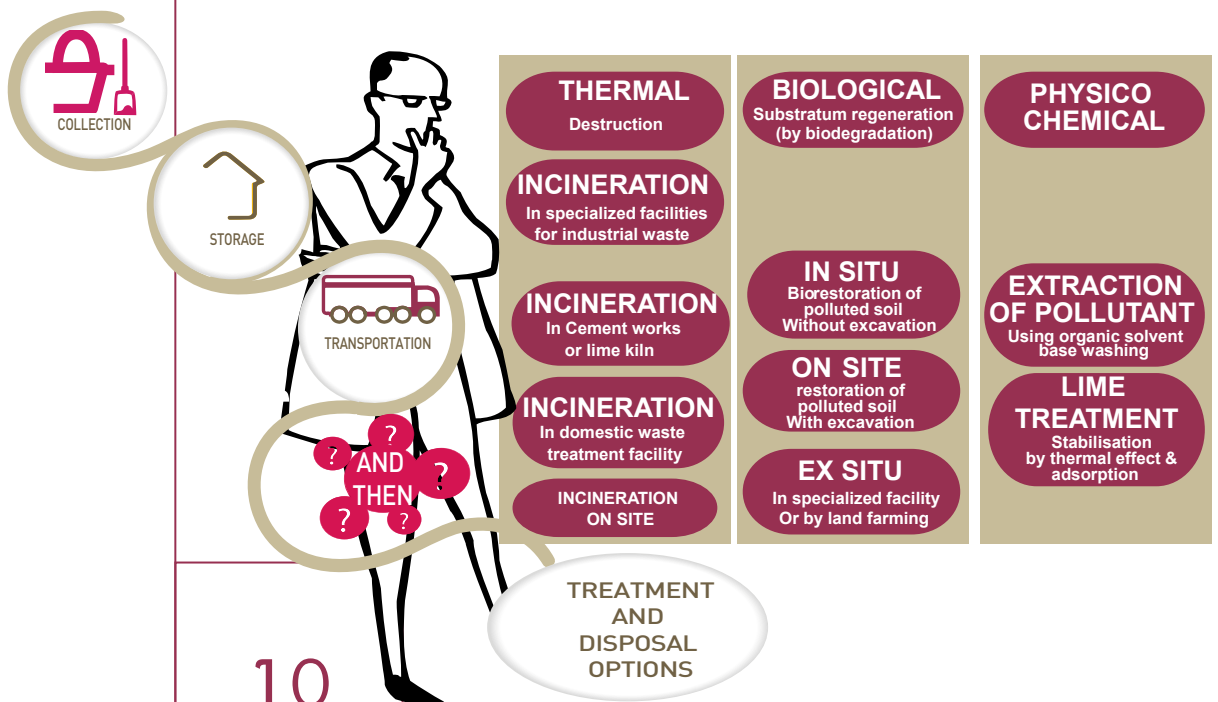 COLLECTION
STORAGE
TRANSPORTATION
?
?
?
AND
THEN
?
?
THERMAL
Destruction
INCINERATION
In specialized facilities
for industrial waste
INCINERATION
In Cement works
or lime kiln
INCINERATION
In domestic waste
treatment facility
INCINERATION
ON SITE
BIOLOGICAL
Substratum regeneration
(by biodegradation)
IN SITU
Biorestoration of
polluted soil
Without excavation
ON SITE
restoration of
polluted soil
With excavation
EX SITU
In specialized facility
Or by land farming
PHYSICO
CHEMICAL
EXTRACTION
OF POLLUTANT
Using organic solvent
base washing
LIME
TREATMENT
Stabilisation
by thermal effect &
adsorption
TREATMENT
AND
DISPOSAL
OPTIONS
10